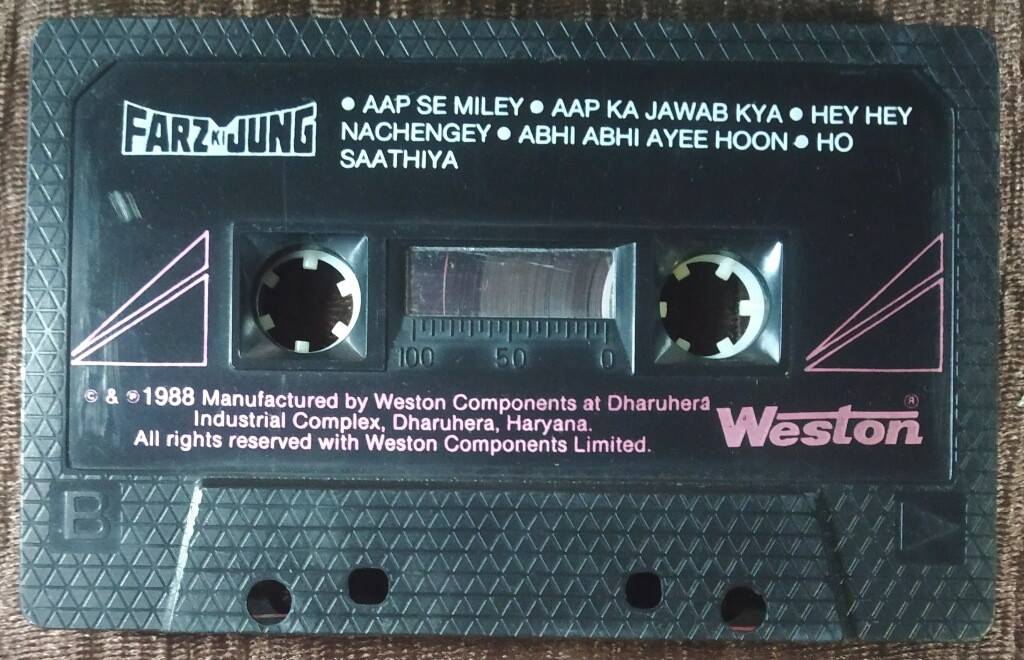 FARZ KI JUNG
• AAP SE MILEY • AAP KA JAWAB KYA • HEY HEY
NACHENGEY • ABHI ABHI AYEE HOON • HO
SAATHIYA
100 50 0
© & ℗ 1988 Manufactured by Weston Components at Dharuhera
Industrial Complex, Dharuhera, Haryana.
All rights reserved with Weston Components Limited.
Weston ®
B